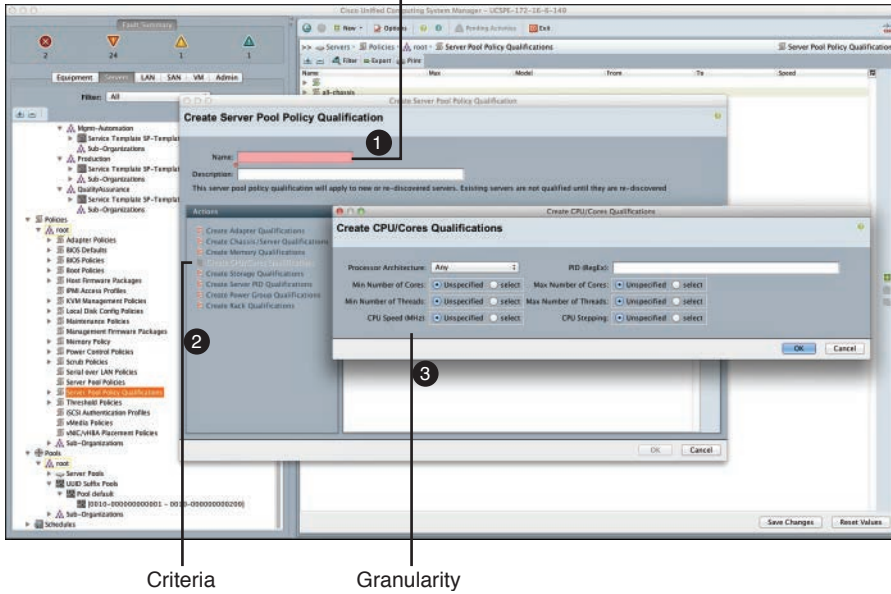 Cisco Unified Computing System Manager - UCSPE-172-16-6-149
Fault Summary
2
24
1
1
New
Options
Pending Activities
Exit
>> Servers Policies root Server Pool Policy Qualifications
Server Pool Policy Qualification
Filter Export Print
Name
Max
Model
From
To
Speed
all-chassis
Equipment Servers LAN SAN VM Admin
Filter: All
Mgmt-Automation
Service Template SP-Templat
Sub-Organizations
Production
Service Template SP-Templat
Sub-Organizations
QualityAssurance
Service Template SP-Templat
Sub-Organizations
Policies
root
Adapter Policies
BIOS Defaults
BIOS Policies
Boot Policies
Host Firmware Packages
IPMI Access Profiles
KVM Management Policies
Local Disk Config Policies
Maintenance Policies
Management Firmware Packages
Memory Policy
Power Control Policies
Scrub Policies
Serial over LAN Policies
Server Pool Policies
Server Pool Policy Qualifications
Threshold Policies
iSCSI Authentication Profiles
vMedia Policies
vNIC/vHBA Placement Policies
Sub-Organizations
Pools
root
Server Pools
UUID Suffix Pools
Pool default
[0010-000000000001 - 0010-000000000200]
Sub-Organizations
Schedules
Create Server Pool Policy Qualification
Create Server Pool Policy Qualification
1
Name:
Description:
This server pool policy qualification will apply to new or re-discovered servers. Existing servers are not qualified until they are re-discovered
Actions
Create Adapter Qualifications
Create Chassis/Server Qualifications
Create Memory Qualifications
Create CPU/Cores Qualifications
Create Storage Qualifications
Create Server PID Qualifications
Create Power Group Qualifications
Create Rack Qualifications
2
Create CPU/Cores Qualifications
Create CPU/Cores Qualifications
Processor Architecture: Any
PID (RegEx):
Min Number of Cores: Unspecified select
Max Number of Cores: Unspecified select
Min Number of Threads: Unspecified select
Max Number of Threads: Unspecified select
CPU Speed (MHz): Unspecified select
CPU Stepping: Unspecified select
OK
Cancel
3
OK
Cancel
Save Changes
Reset Values
Criteria
Granularity